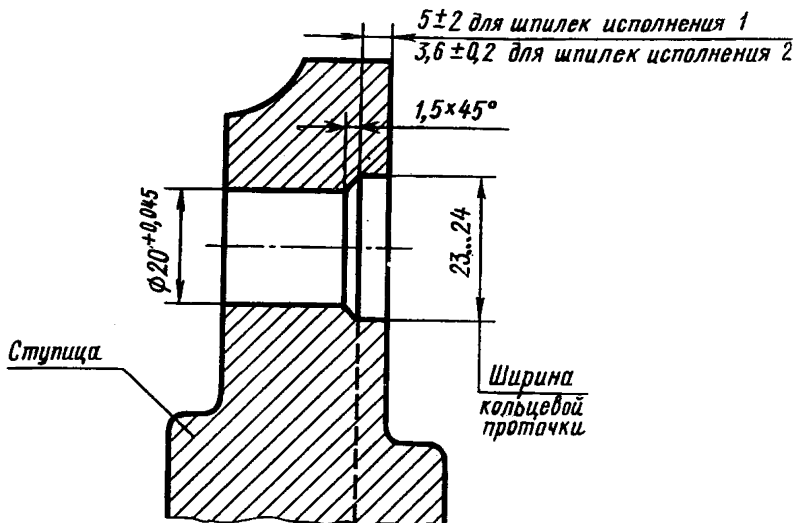 5±2 для шпилек исполнения 1
3,6±0,2 для шпилек исполнения 2
1,5×45°
φ20+0,045
23...24
Ступица
Ширина
кольцевой
проточки